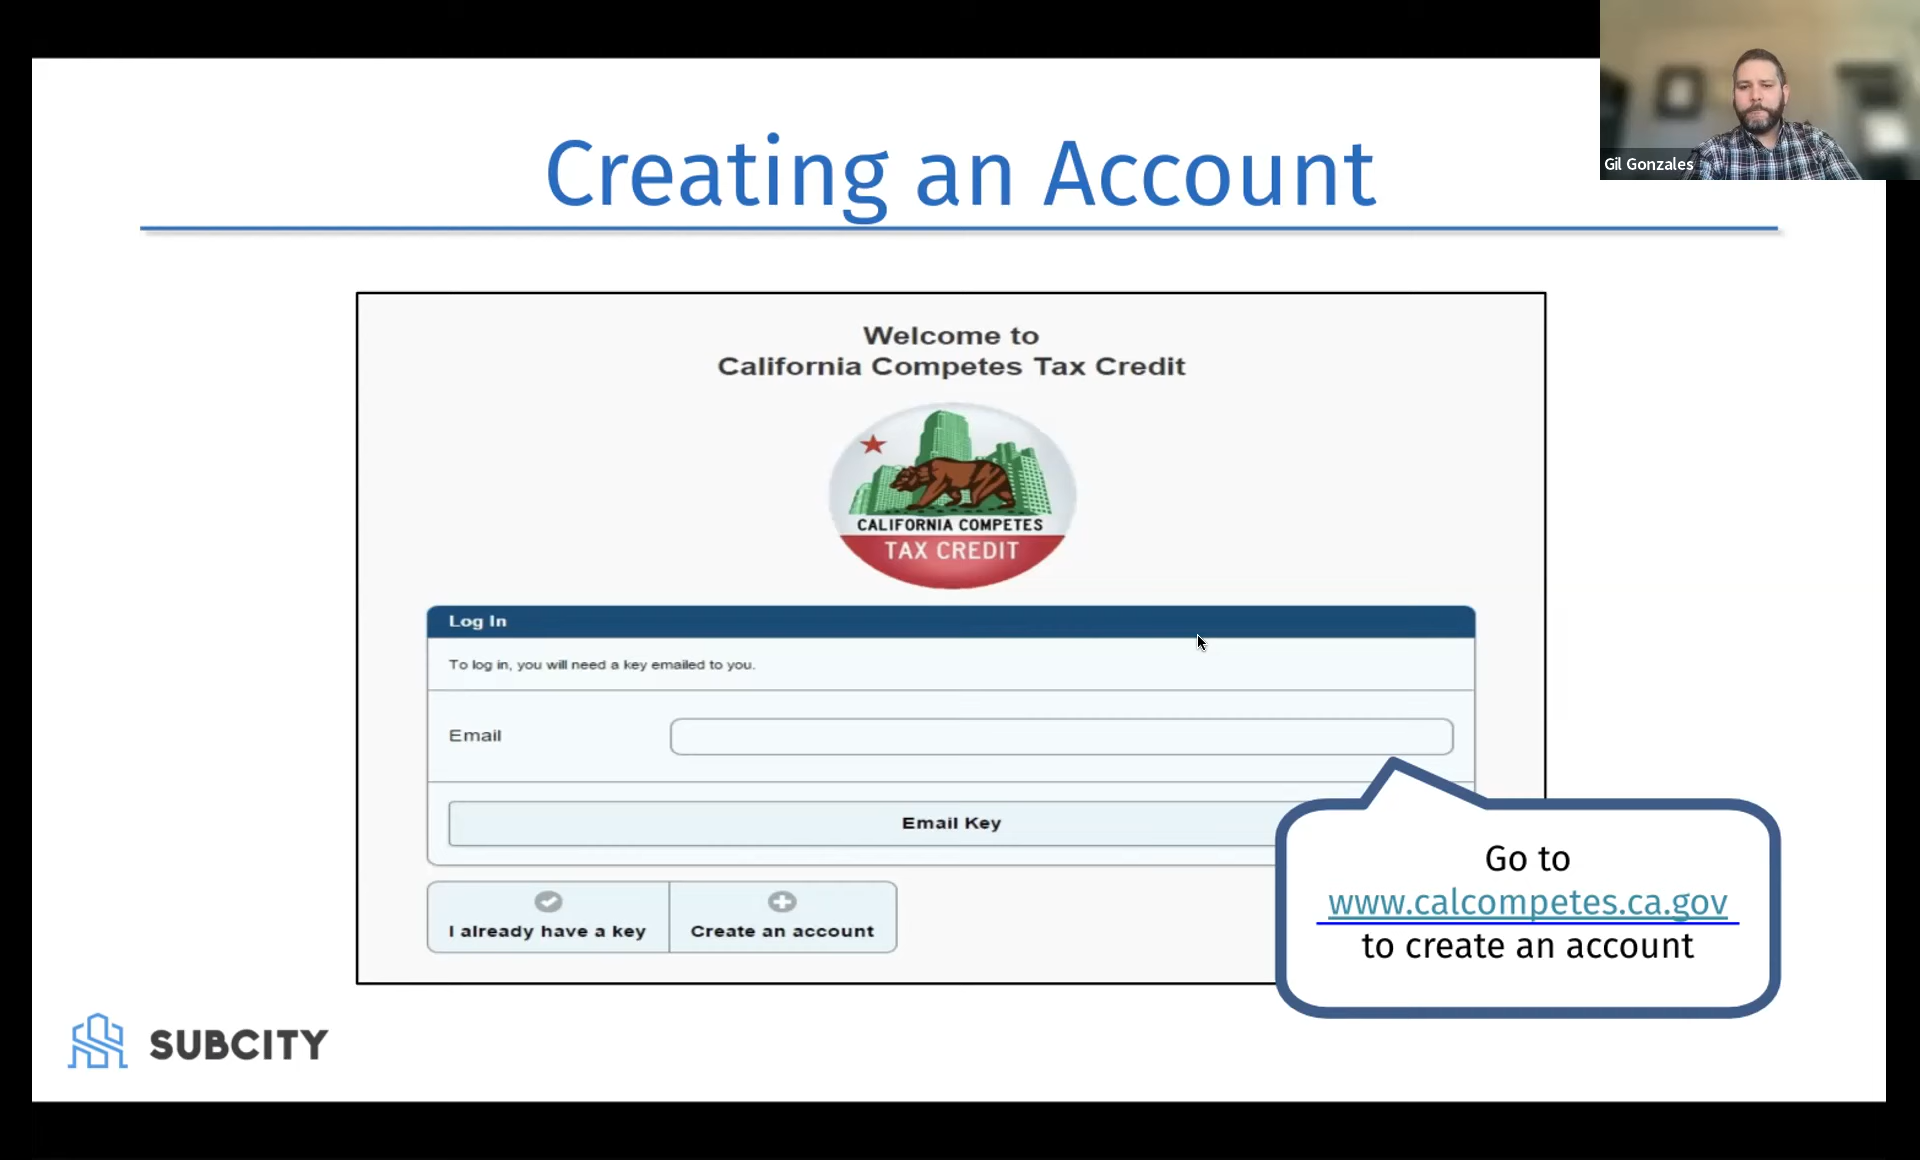 Creating an Account
Gil Gonzales
Welcome to
California Competes Tax Credit
CALIFORNIA COMPETES
TAX CREDIT
Log In
To log in, you will need a key emailed to you.
Email
Email Key
I already have a key
Create an account
Go to
www.calcompetes.ca.gov
to create an account
SUBCITY